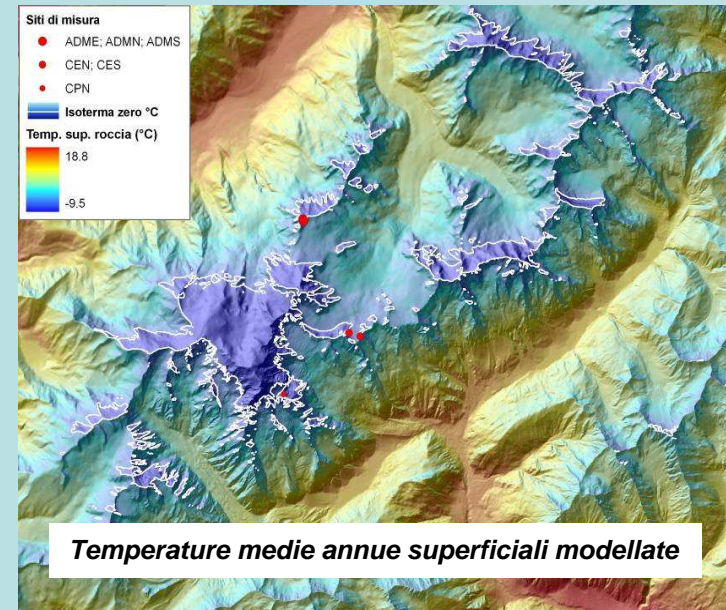 Siti di misura
ADME; ADMN; ADMS
CEN; CES
CPN
Isoterma zero °C
Temp. sup. roccia (°C)
18.8
-9.5
Temperature medie annue superficiali modellate